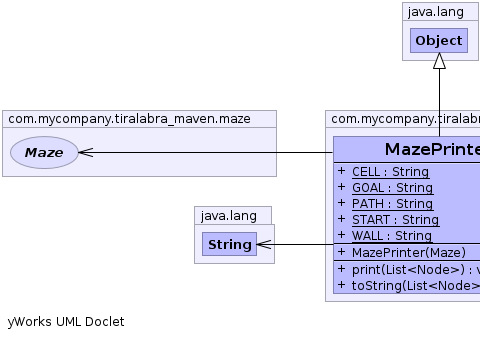 java.lang
Object
com.mycompany.tiralabra_maven.maze
Maze
java.lang
String
com.mycompany.tiralab
MazePrinte
+ CELL : String
+ GOAL : String
+ PATH : String
+ START : String
+ WALL : String
+ MazePrinter(Maze)
+ print(List<Node>) : v
+ toString(List<Node>
yWorks UML Doclet